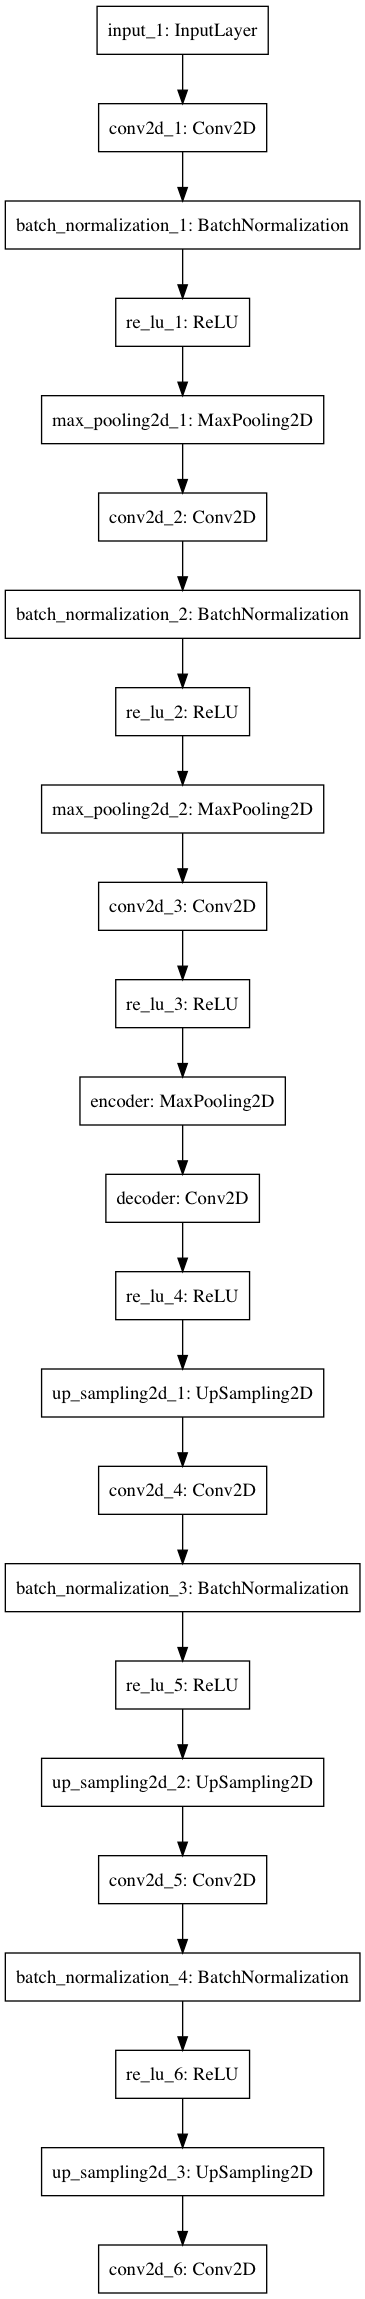 input_1: InputLayer
conv2d_1: Conv2D
batch_normalization_1: BatchNormalization
re_lu_1: ReLU
max_pooling2d_1: MaxPooling2D
conv2d_2: Conv2D
batch_normalization_2: BatchNormalization
re_lu_2: ReLU
max_pooling2d_2: MaxPooling2D
conv2d_3: Conv2D
re_lu_3: ReLU
encoder: MaxPooling2D
decoder: Conv2D
re_lu_4: ReLU
up_sampling2d_1: UpSampling2D
conv2d_4: Conv2D
batch_normalization_3: BatchNormalization
re_lu_5: ReLU
up_sampling2d_2: UpSampling2D
conv2d_5: Conv2D
batch_normalization_4: BatchNormalization
re_lu_6: ReLU
up_sampling2d_3: UpSampling2D
conv2d_6: Conv2D